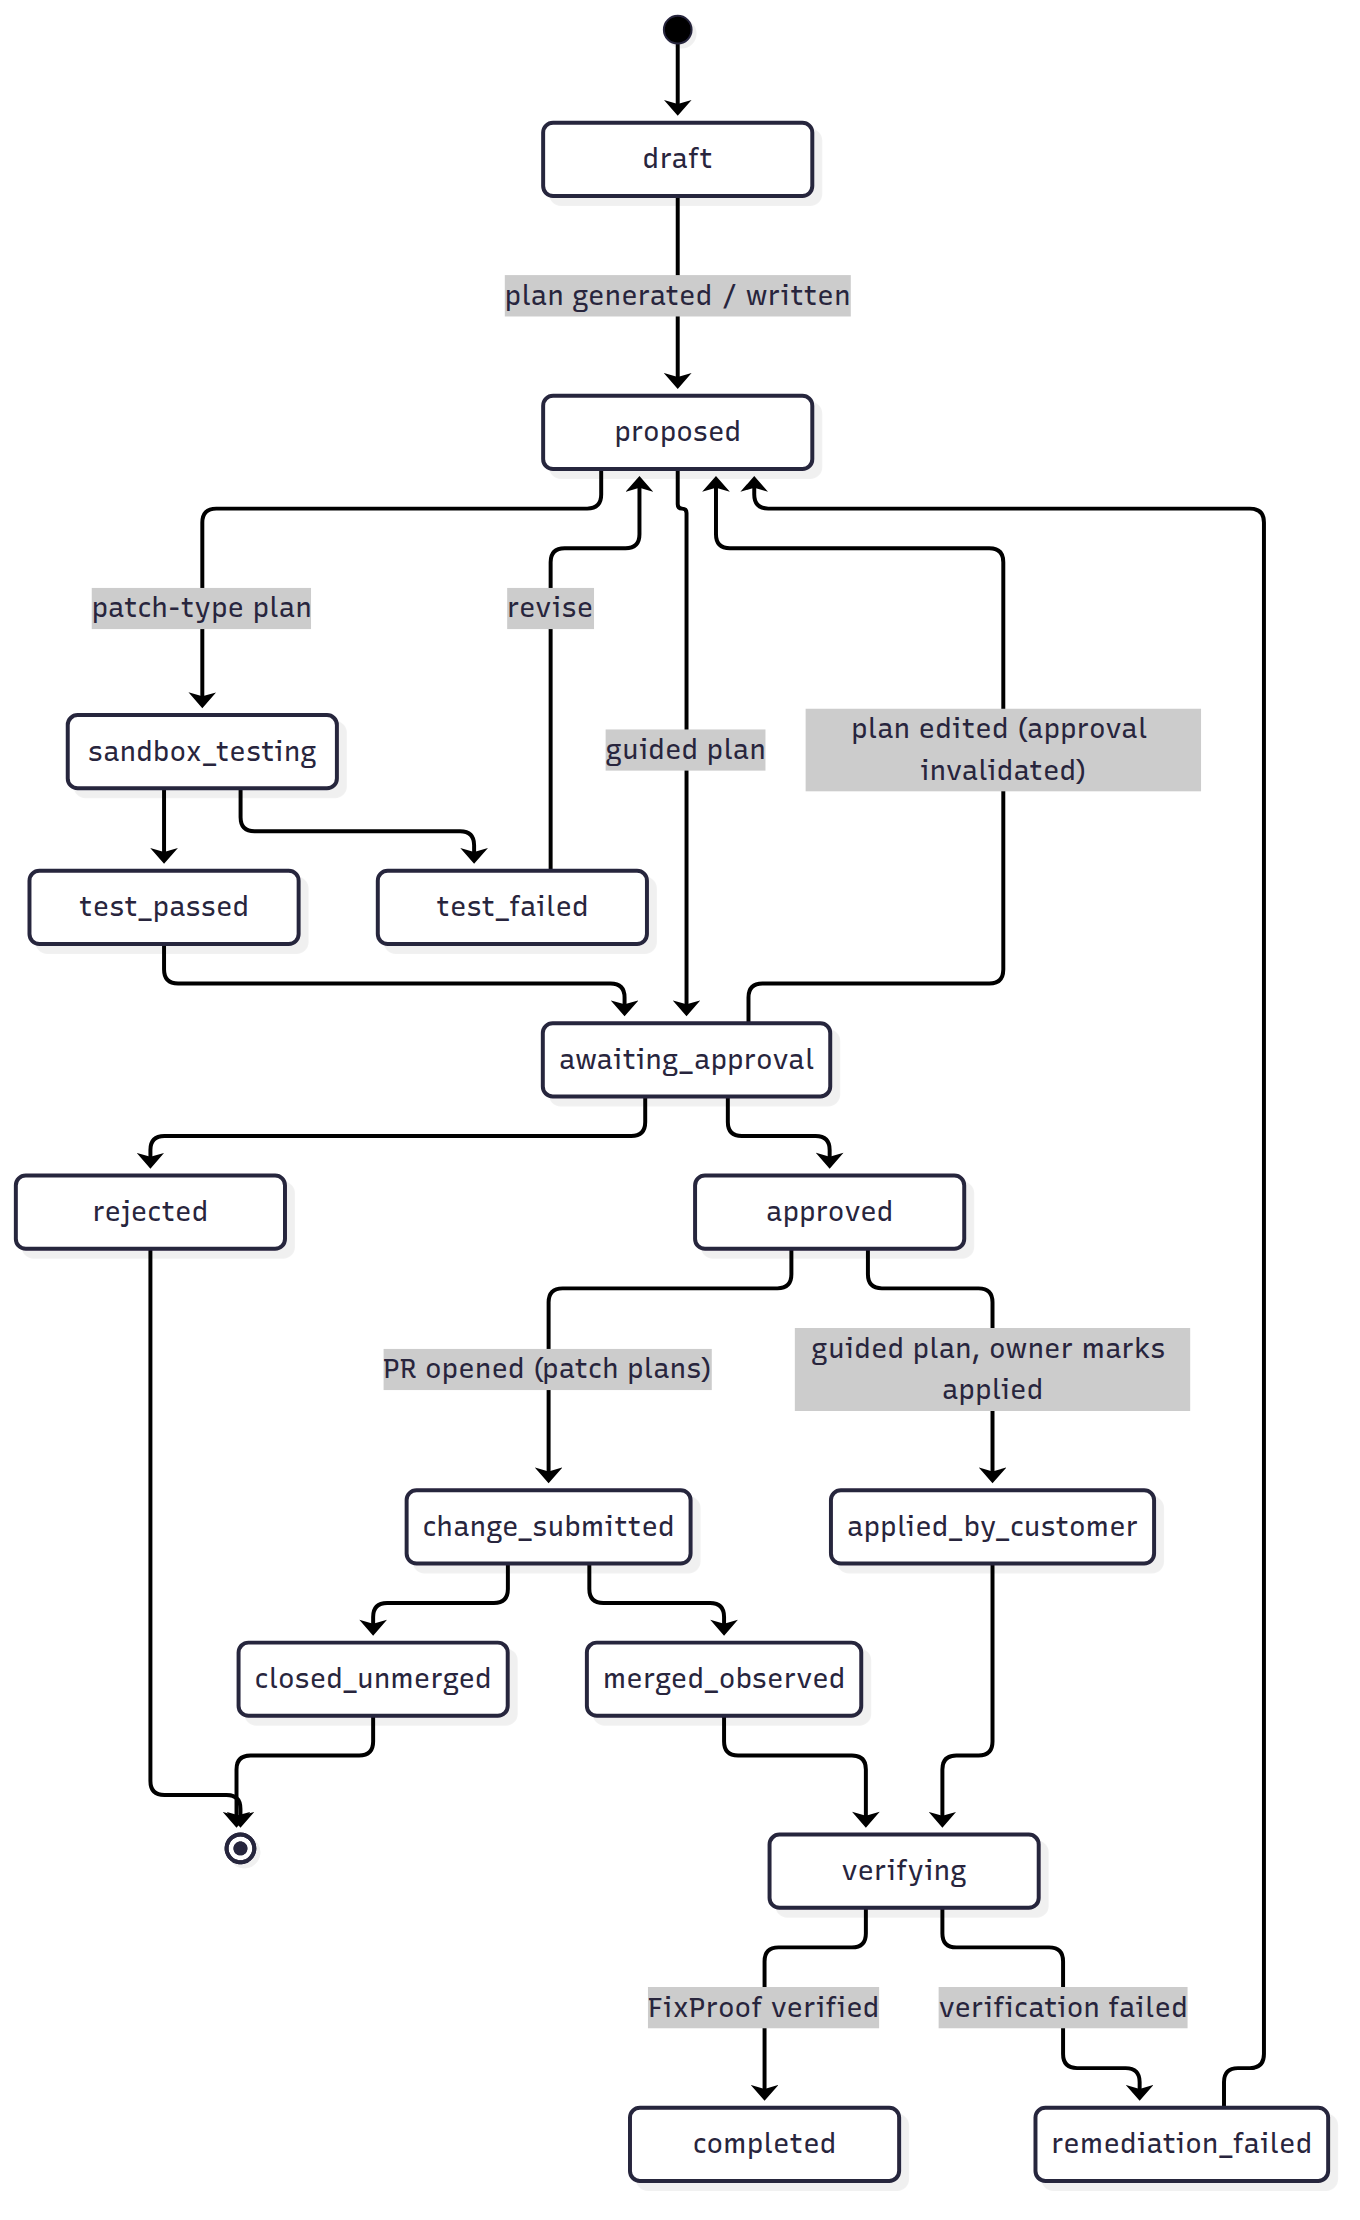 draft
plan generated / written
proposed
patch-type plan
revise
guided plan
plan edited (approval
invalidated)
sandbox_testing
test_passed
test_failed
awaiting_approval
rejected
approved
PR opened (patch plans)
guided plan, owner marks
applied
change_submitted
applied_by_customer
closed_unmerged
merged_observed
verifying
FixProof verified
verification failed
completed
remediation_failed